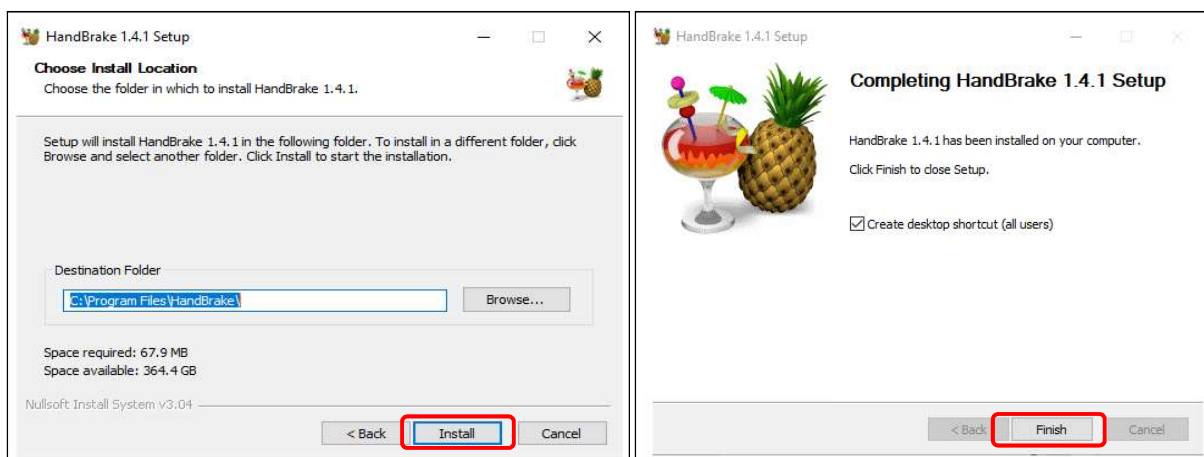 HandBrake 1.4.1 Setup
Choose Install Location
Choose the folder in which to install HandBrake 1.4.1.
Setup will install HandBrake 1.4.1 in the following folder. To install in a different folder, click
Browse and select another folder. Click Install to start the installation.
Destination Folder
C:\Program Files\HandBrake\
Browse...
Space required: 67.9 MB
Space available: 364.4 GB
Nullsoft Install System v3.04
< Back
Install
Cancel
HandBrake 1.4.1 Setup
Completing HandBrake 1.4.1 Setup
HandBrake 1.4.1 has been installed on your computer.
Click Finish to close Setup.
Create desktop shortcut (all users)
< Back
Finish
Cancel